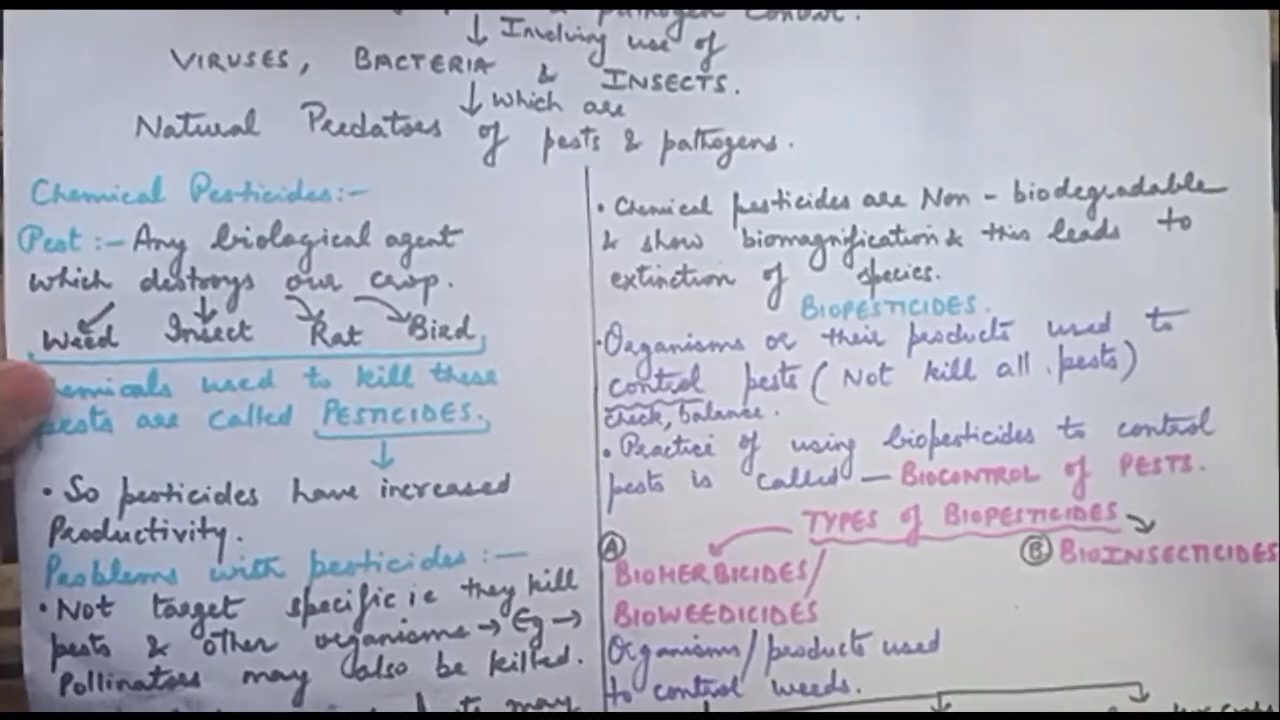 pathogen control.
↓ Involving use of
VIRUSES, BACTERIA & INSECTS.
↓ which are
Natural Predators of pests & pathogens.
Chemical Pesticides:-
Pest:- Any biological agent
which destroys our crop.
Weed Insect Rat Bird
hemicals used to kill these
pests are called PESTICIDES.
• So pesticides have increased
Productivity.
Problems with pesticides:-
• Not target specific ie they kill
pests & other organisms → Eg →
Pollinators may also be killed.
may
• Chemical pesticides are Non-biodegradable
& show biomagnification & this leads to
extinction of species.
BIOPESTICIDES.
• Organisms or their products used to
control pests (Not kill all pests)
check, balance.
• Practice of using biopesticides to control
pests is called — BIOCONTROL of PESTS.
TYPES of BIOPESTICIDES
Ⓐ BIOHERBICIDES/
BIOWEEDICIDES
Ⓑ BIOINSECTICIDES
Organisms/products used
to control weeds.